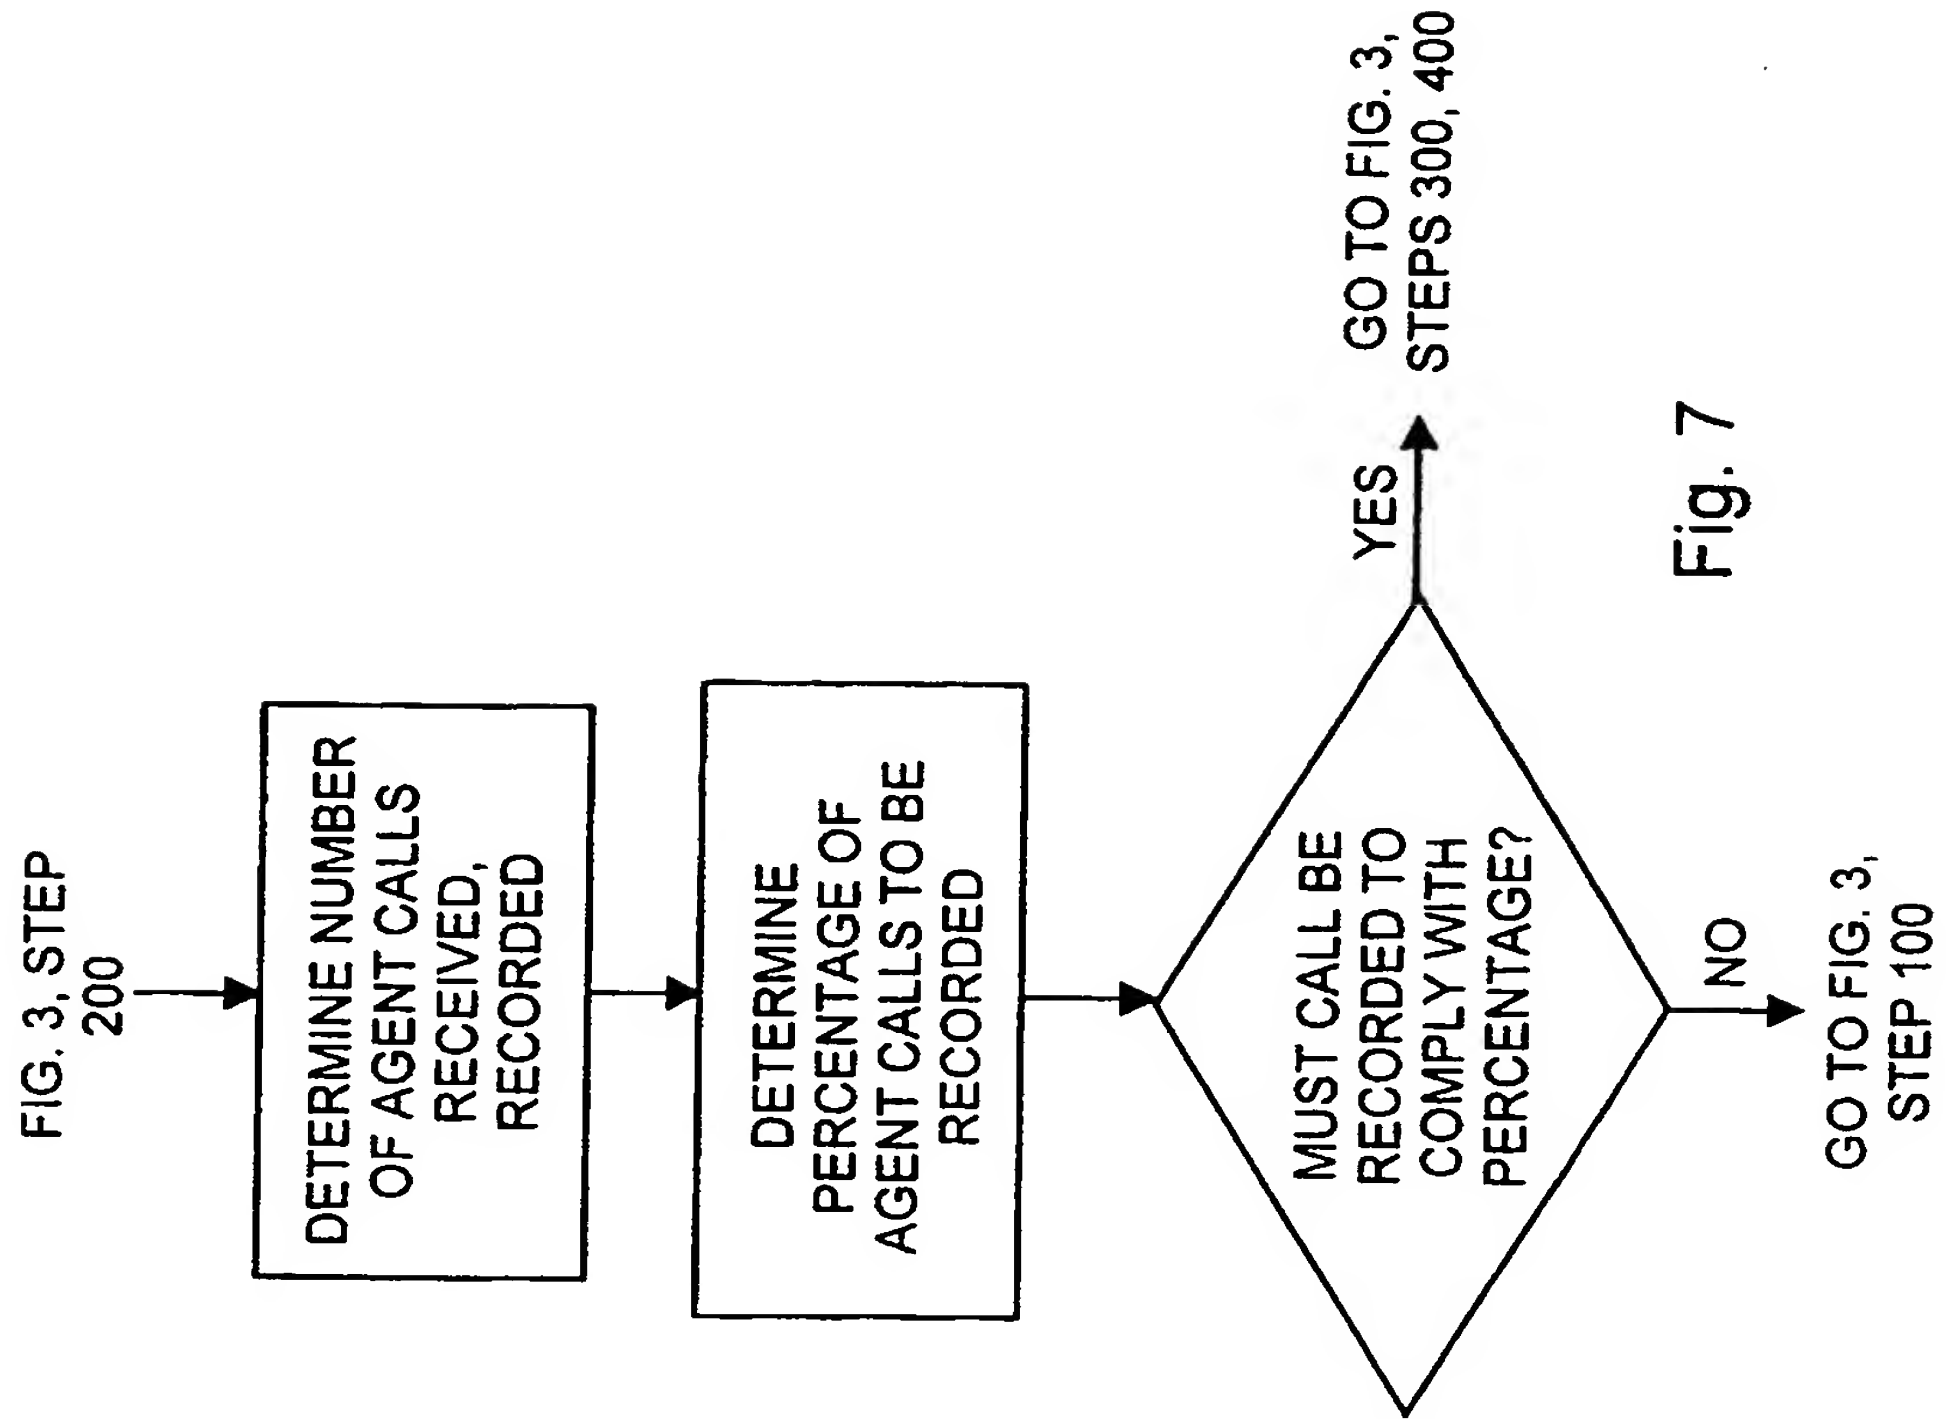 FIG. 3, STEP
200
DETERMINE NUMBER
OF AGENT CALLS
RECEIVED,
RECORDED
DETERMINE
PERCENTAGE OF
AGENT CALLS TO BE
RECORDED
MUST CALL BE
RECORDED TO
COMPLY WITH
PERCENTAGE?
YES
GO TO FIG. 3,
STEPS 300, 400
NO
GO TO FIG. 3,
STEP 100
Fig. 7